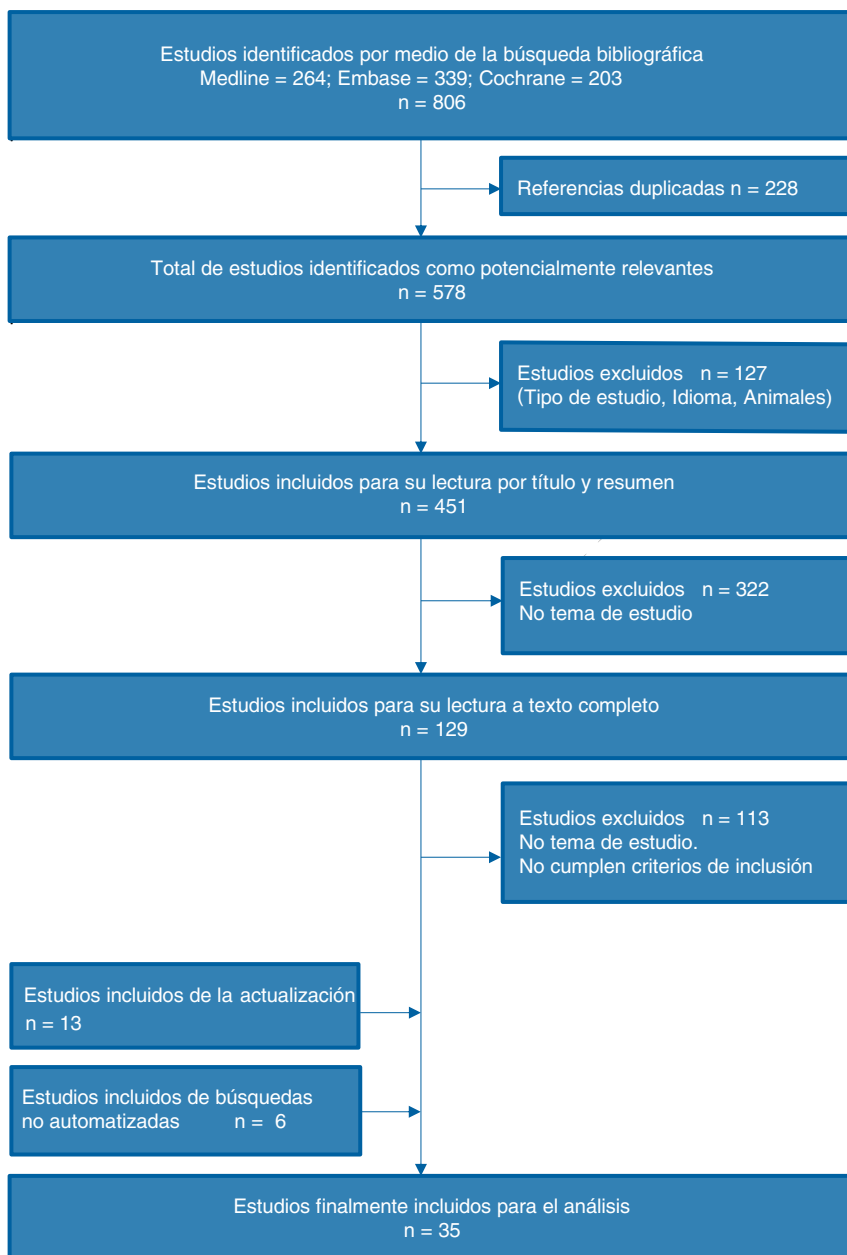 Estudios identificados por medio de la búsqueda bibliográfica
Medline = 264; Embase = 339; Cochrane = 203
n = 806
Referencias duplicadas n = 228
Total de estudios identificados como potencialmente relevantes
n = 578
Estudios excluidos n = 127
(Tipo de estudio, Idioma, Animales)
Estudios incluidos para su lectura por título y resumen
n = 451
Estudios excluidos n = 322
No tema de estudio
Estudios incluidos para su lectura a texto completo
n = 129
Estudios excluidos n = 113
No tema de estudio.
No cumplen criterios de inclusión
Estudios incluidos de la actualización
n = 13
Estudios incluidos de búsquedas
no automatizadas n = 6
Estudios finalmente incluidos para el análisis
n = 35